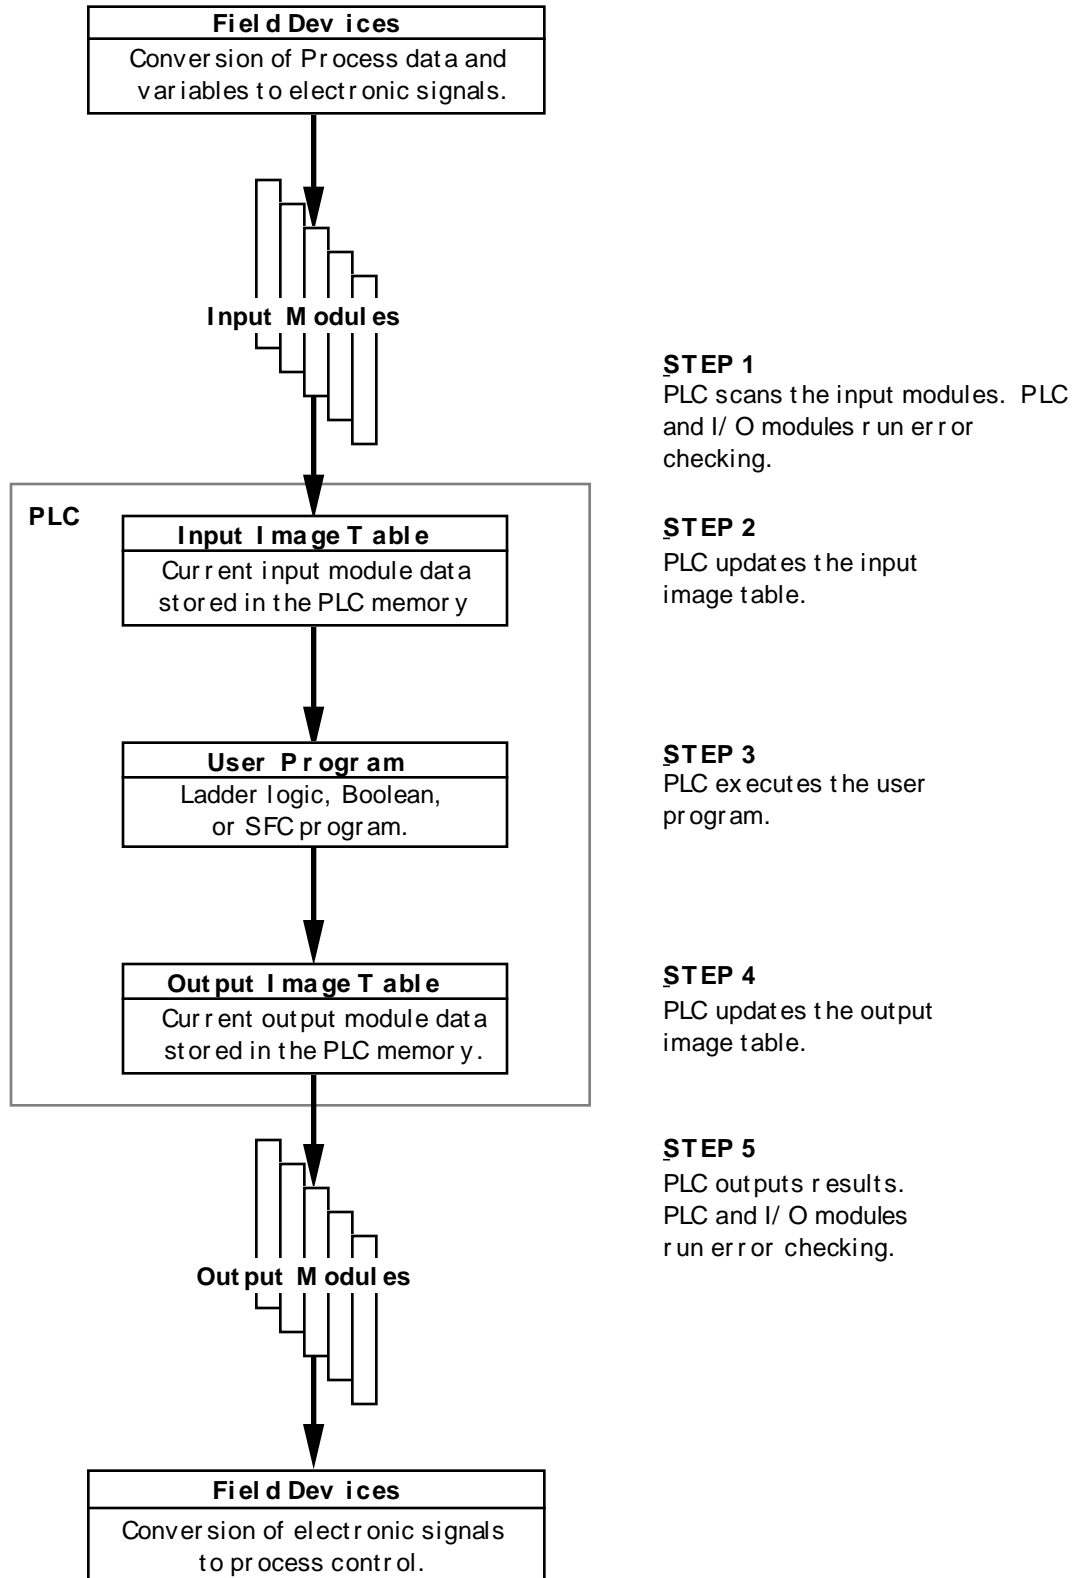 Field Devices
Conversion of Process data and
variables to electronic signals.
Input Modules
STEP 1
PLC scans the input modules. PLC
and I/O modules run error
checking.
PLC
Input Image Table
Current input module data
stored in the PLC memory
STEP 2
PLC updates the input
image table.
User Program
Ladder logic, Boolean,
or SFC program.
STEP 3
PLC executes the user
program.
Output Image Table
Current output module data
stored in the PLC memory.
STEP 4
PLC updates the output
image table.
STEP 5
PLC outputs results.
PLC and I/O modules
run error checking.
Output Modules
Field Devices
Conversion of electronic signals
to process control.